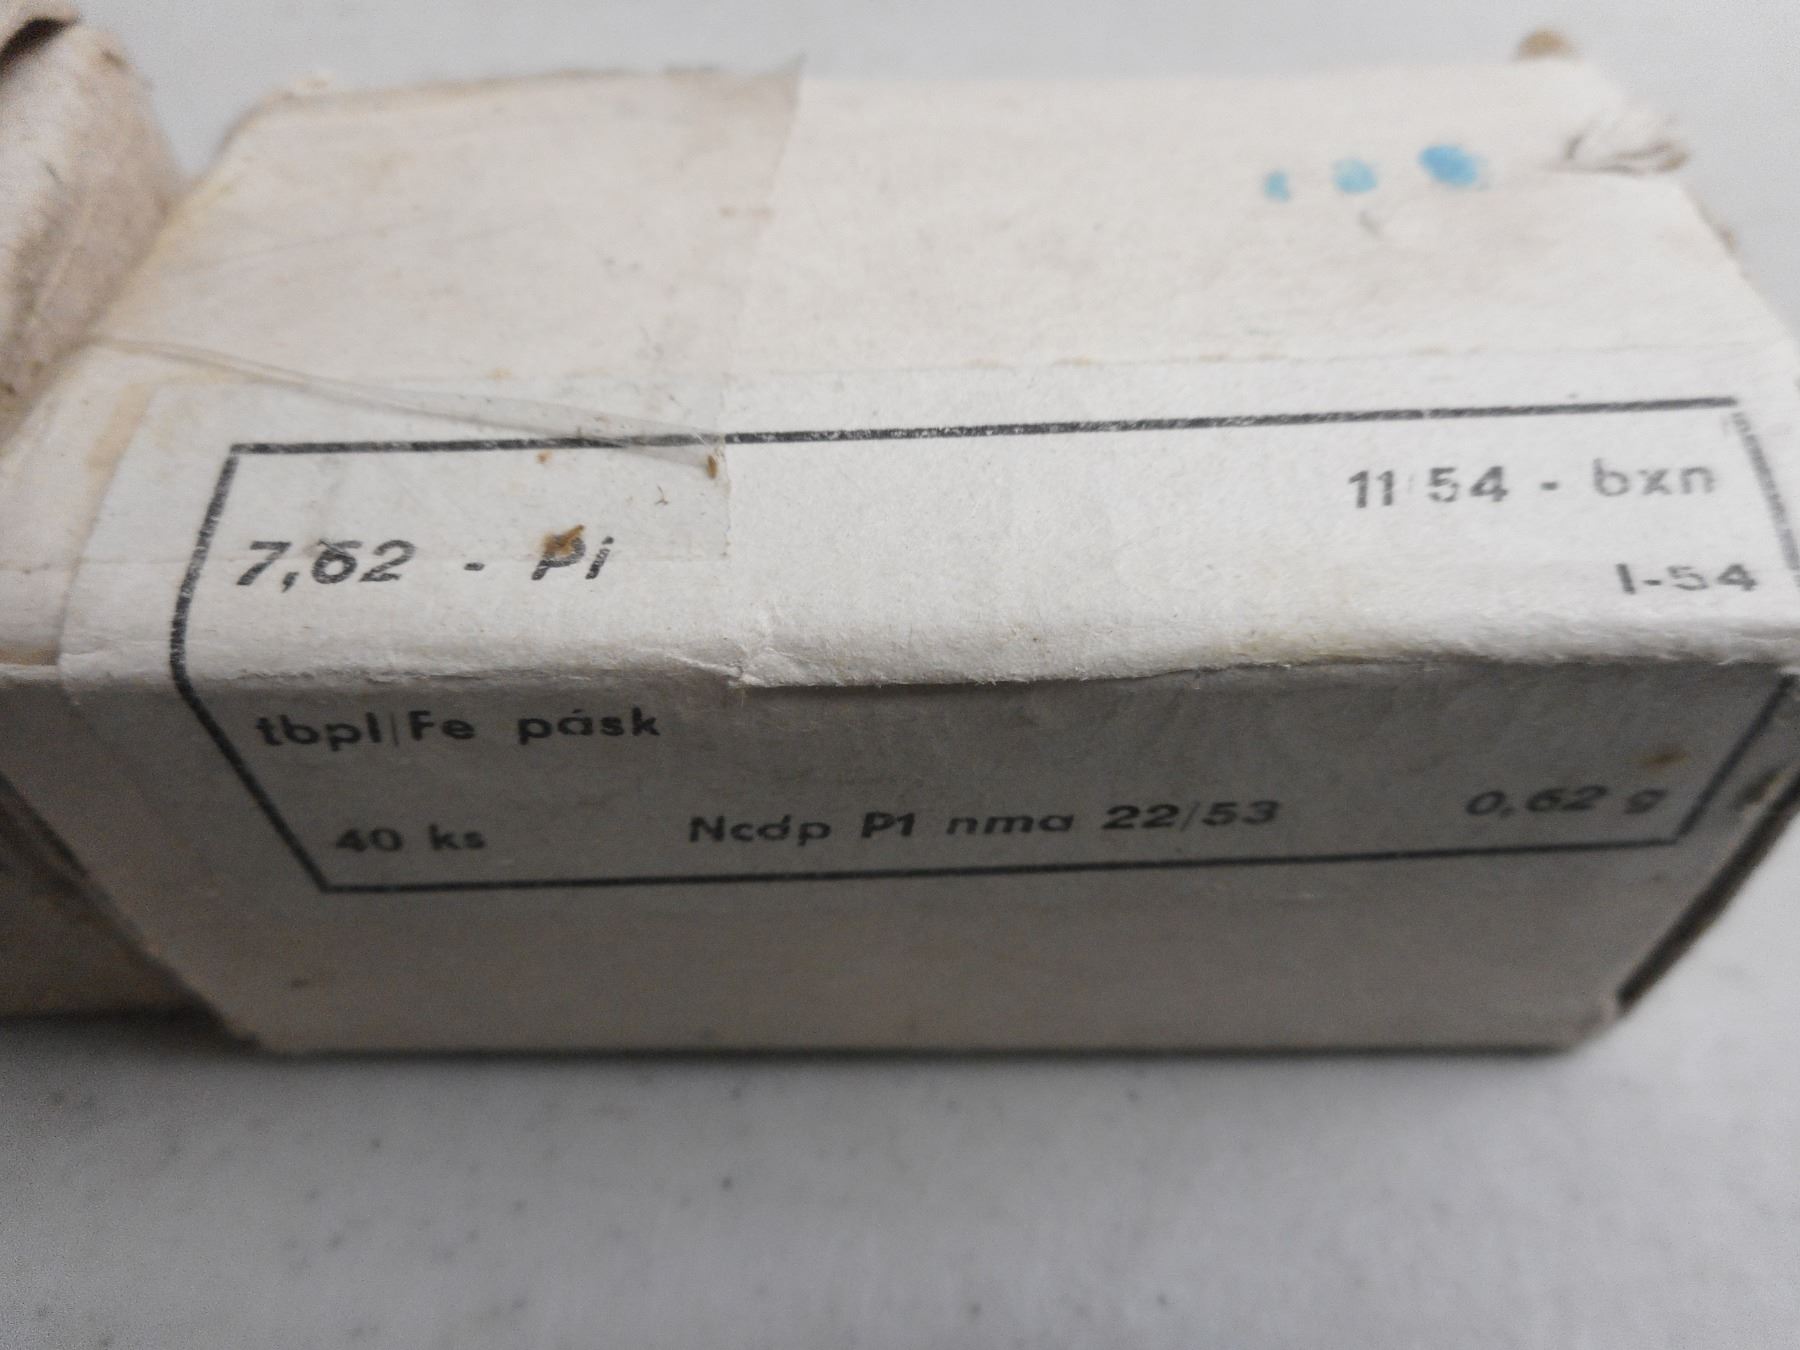 7,62 - Pi
11/54 - bxn
I-54
tbpl/Fe pásk
40 ks Ncdp P1 nma 22/53 0,62 g